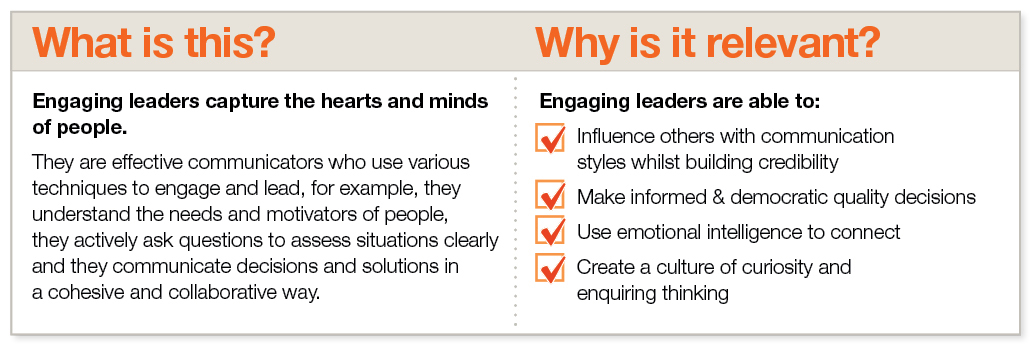 What is this?
Engaging leaders capture the hearts and minds
of people.
They are effective communicators who use various
techniques to engage and lead, for example, they
understand the needs and motivators of people,
they actively ask questions to assess situations clearly
and they communicate decisions and solutions in
a cohesive and collaborative way.
Why is it relevant?
Engaging leaders are able to:
Influence others with communication
styles whilst building credibility
Make informed & democratic quality decisions
Use emotional intelligence to connect
Create a culture of curiosity and
enquiring thinking